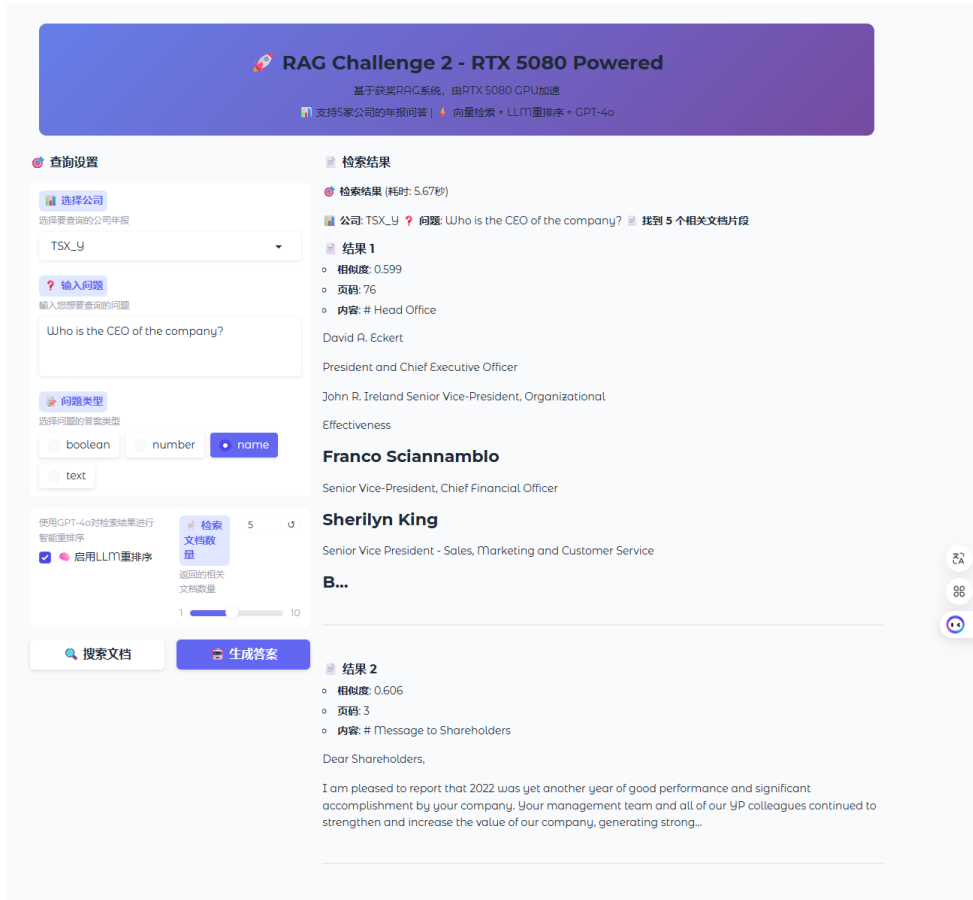 🚀 RAG Challenge 2 - RTX 5080 Powered
基于获奖RAG系统，由RTX 5080 GPU加速
📊 支持5家公司的年报问答 | ⚡ 向量检索 + LLM重排序 + GPT-4o
🎯 查询设置
📊 选择公司
选择要查询的公司年报
TSX_Y
❓ 输入问题
输入您想要查询的问题
Who is the CEO of the company?
📝 问题类型
选择问题的答案类型
boolean
number
name
text
使用GPT-4o对检索结果进行
智能重排序
🧠 启用LLM重排序
📄 检索
文档数
量
5
返回的相关
文档数量
1
10
🔍 搜索文档
🤖 生成答案
📄 检索结果
🎯 检索结果 (耗时: 5.67秒)
📊 公司: TSX_Y ❓ 问题: Who is the CEO of the company? 📄 找到 5 个相关文档片段
📄 结果 1
相似度: 0.599
页码: 76
内容: # Head Office
David A. Eckert
President and Chief Executive Officer
John R. Ireland Senior Vice-President, Organizational
Effectiveness
Franco Sciannamblo
Senior Vice-President, Chief Financial Officer
Sherilyn King
Senior Vice President - Sales, Marketing and Customer Service
B...
📄 结果 2
相似度: 0.606
页码: 3
内容: # Message to Shareholders
Dear Shareholders,
I am pleased to report that 2022 was yet another year of good performance and significant
accomplishment by your company. Your management team and all of our YP colleagues continued to
strengthen and increase the value of our company, generating strong...